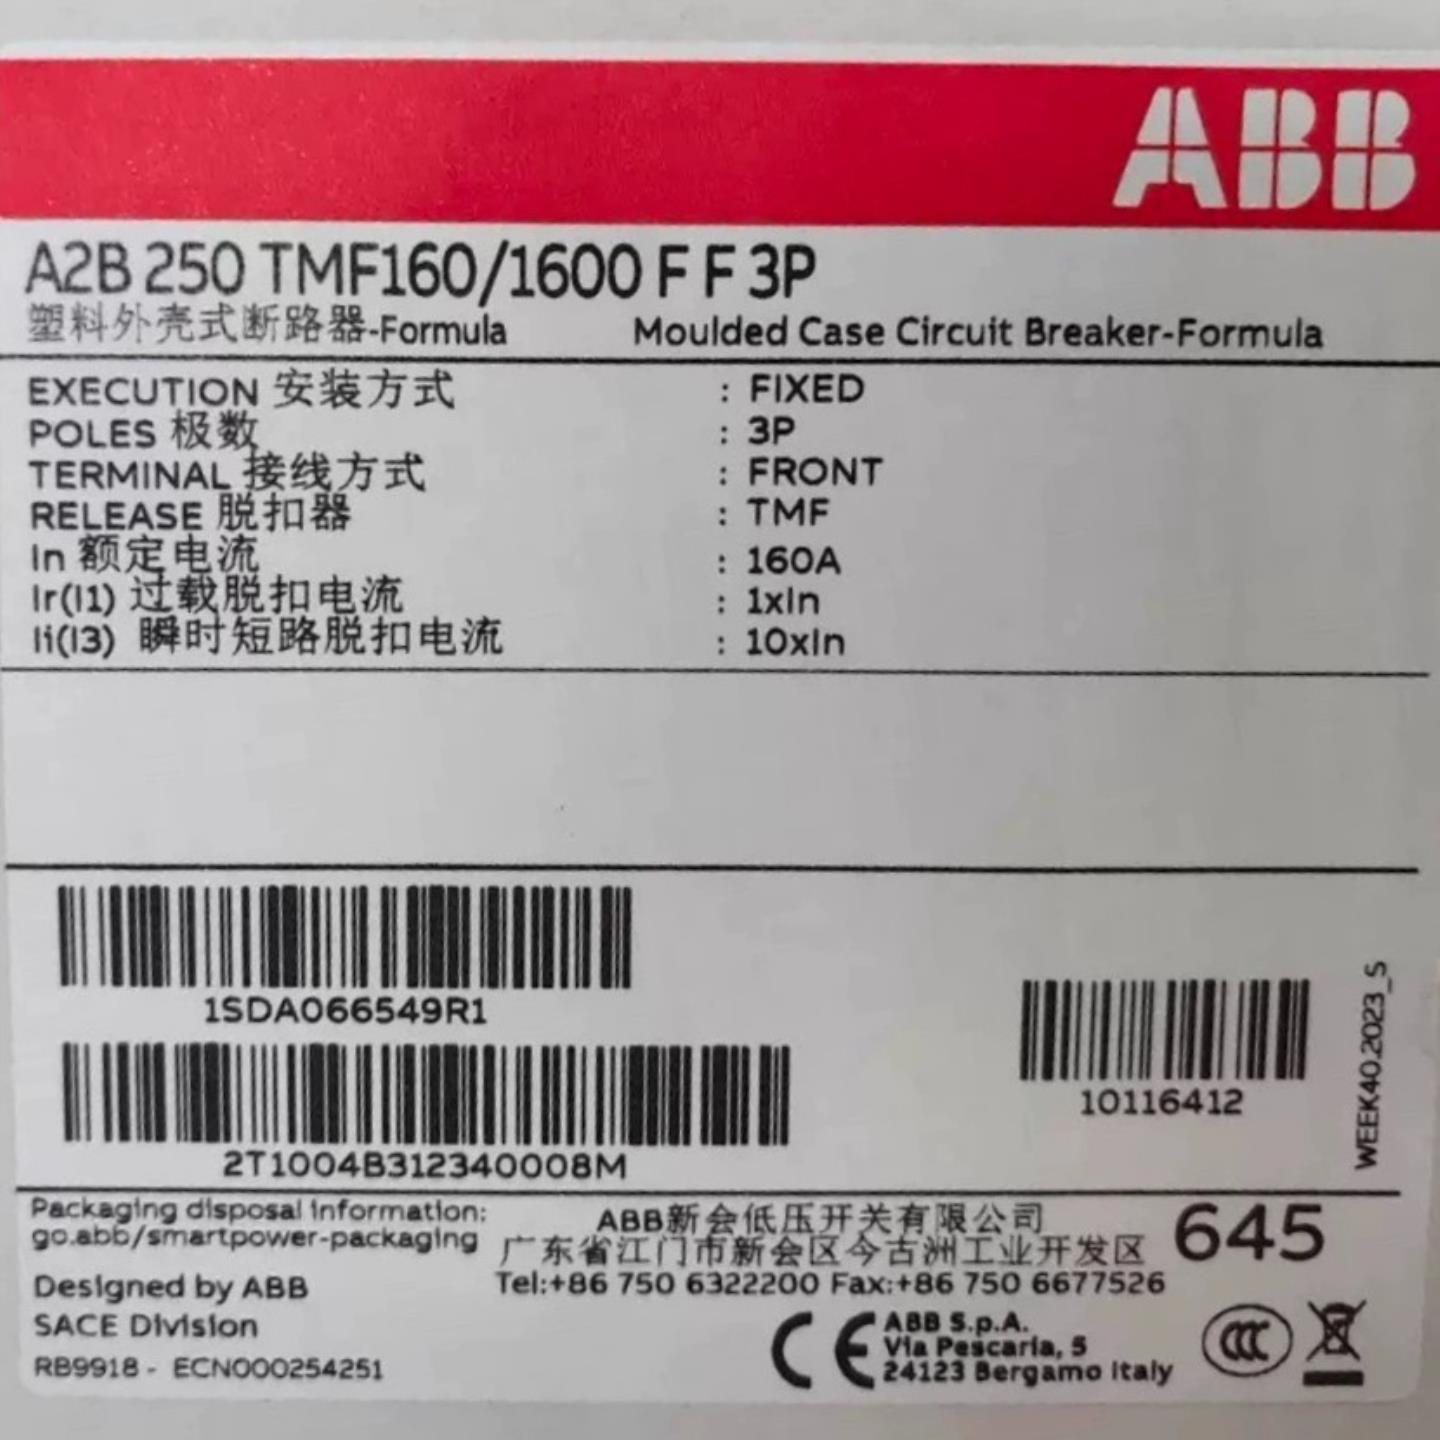 ABB
A2B 250 TMF160/1600 F F 3P
塑料外壳式断路器-Formula Moulded Case Circuit Breaker-Formula
EXECUTION 安装方式 : FIXED
POLES 极数 : 3P
TERMINAL 接线方式 : FRONT
RELEASE 脱扣器 : TMF
In 额定电流 : 160A
Ir(I1) 过载脱扣电流 : 1xIn
Ii(I3) 瞬时短路脱扣电流 : 10xIn
1SDA066549R1
10116412
WEEK40.2023_S
2T1004B312340008M
Packaging disposal information:
go.abb/smartpower-packaging
Designed by ABB
SACE Division
RB9918 - ECN000254251
ABB新会低压开关有限公司
广东省江门市新会区今古洲工业开发区
Tel:+86 750 6322200 Fax:+86 750 6677526
645
CE
ABB S.p.A.
Via Pescaria, 5
24123 Bergamo Italy
CCC